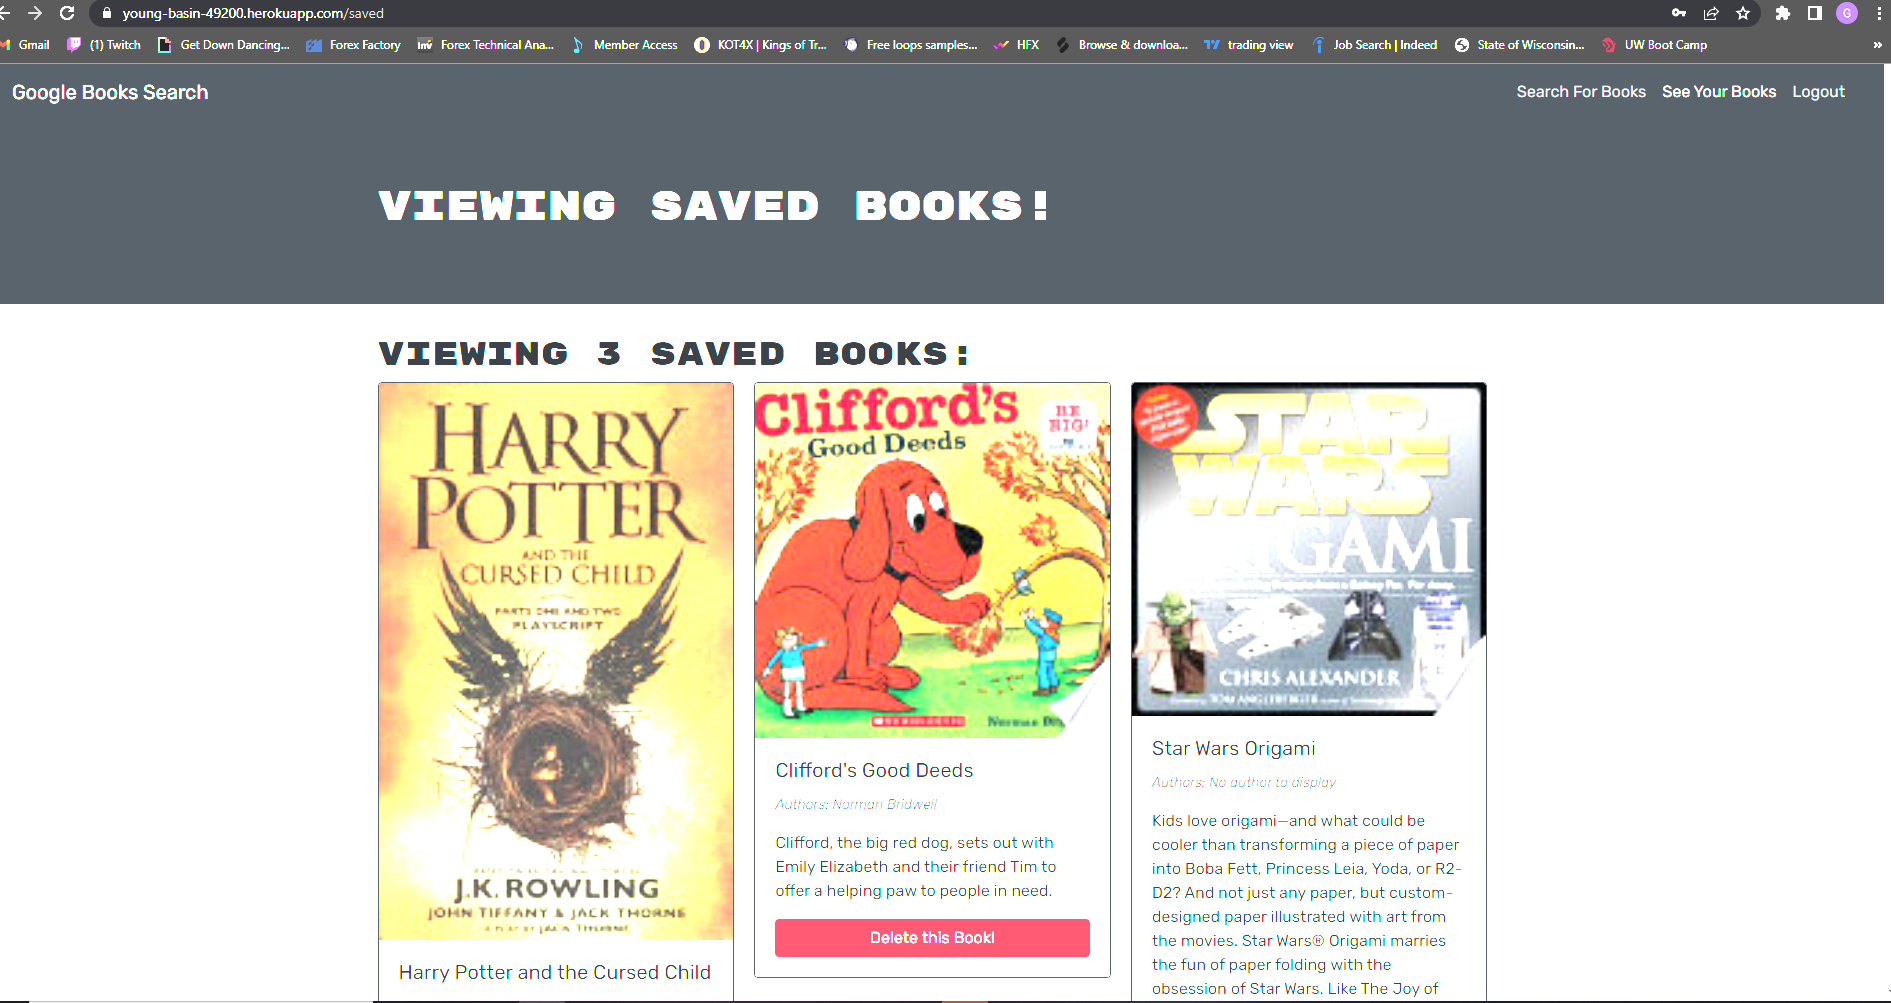 young-basin-49200.herokuapp.com/saved
G
Gmail
(1) Twitch
Get Down Dancing...
Forex Factory
Inv
Forex Technical Ana...
Member Access
KOT4X | Kings of Tr...
Free loops samples...
HFX
Browse & downloa...
trading view
Job Search | Indeed
State of Wisconsin...
UW Boot Camp
»
Google Books Search
Search For Books
See Your Books
Logout
VIEWING SAVED BOOKS!
VIEWING 3 SAVED BOOKS:
HARRY
POTTER
AND THE
CURSED CHILD
PARTS ONE AND TWO
PLAYSCRIPT
J.K. ROWLING
JOHN TIFFANY & JACK THORNE
A PLAY BY JACK THORNE
Harry Potter and the Cursed Child
Clifford's
Good Deeds
BE
BIG!
SCHOLASTIC
Norman
Clifford's Good Deeds
Authors: Norman Bridwell
Clifford, the big red dog, sets out with
Emily Elizabeth and their friend Tim to
offer a helping paw to people in need.
Delete this Book!
STAR
WARS
ORIGAMI
CHRIS ALEXANDER
Star Wars Origami
Authors: No author to display
Kids love origami—and what could be
cooler than transforming a piece of paper
into Boba Fett, Princess Leia, Yoda, or R2-
D2? And not just any paper, but custom-
designed paper illustrated with art from
the movies. Star Wars® Origami marries
the fun of paper folding with the
obsession of Star Wars. Like The Joy of